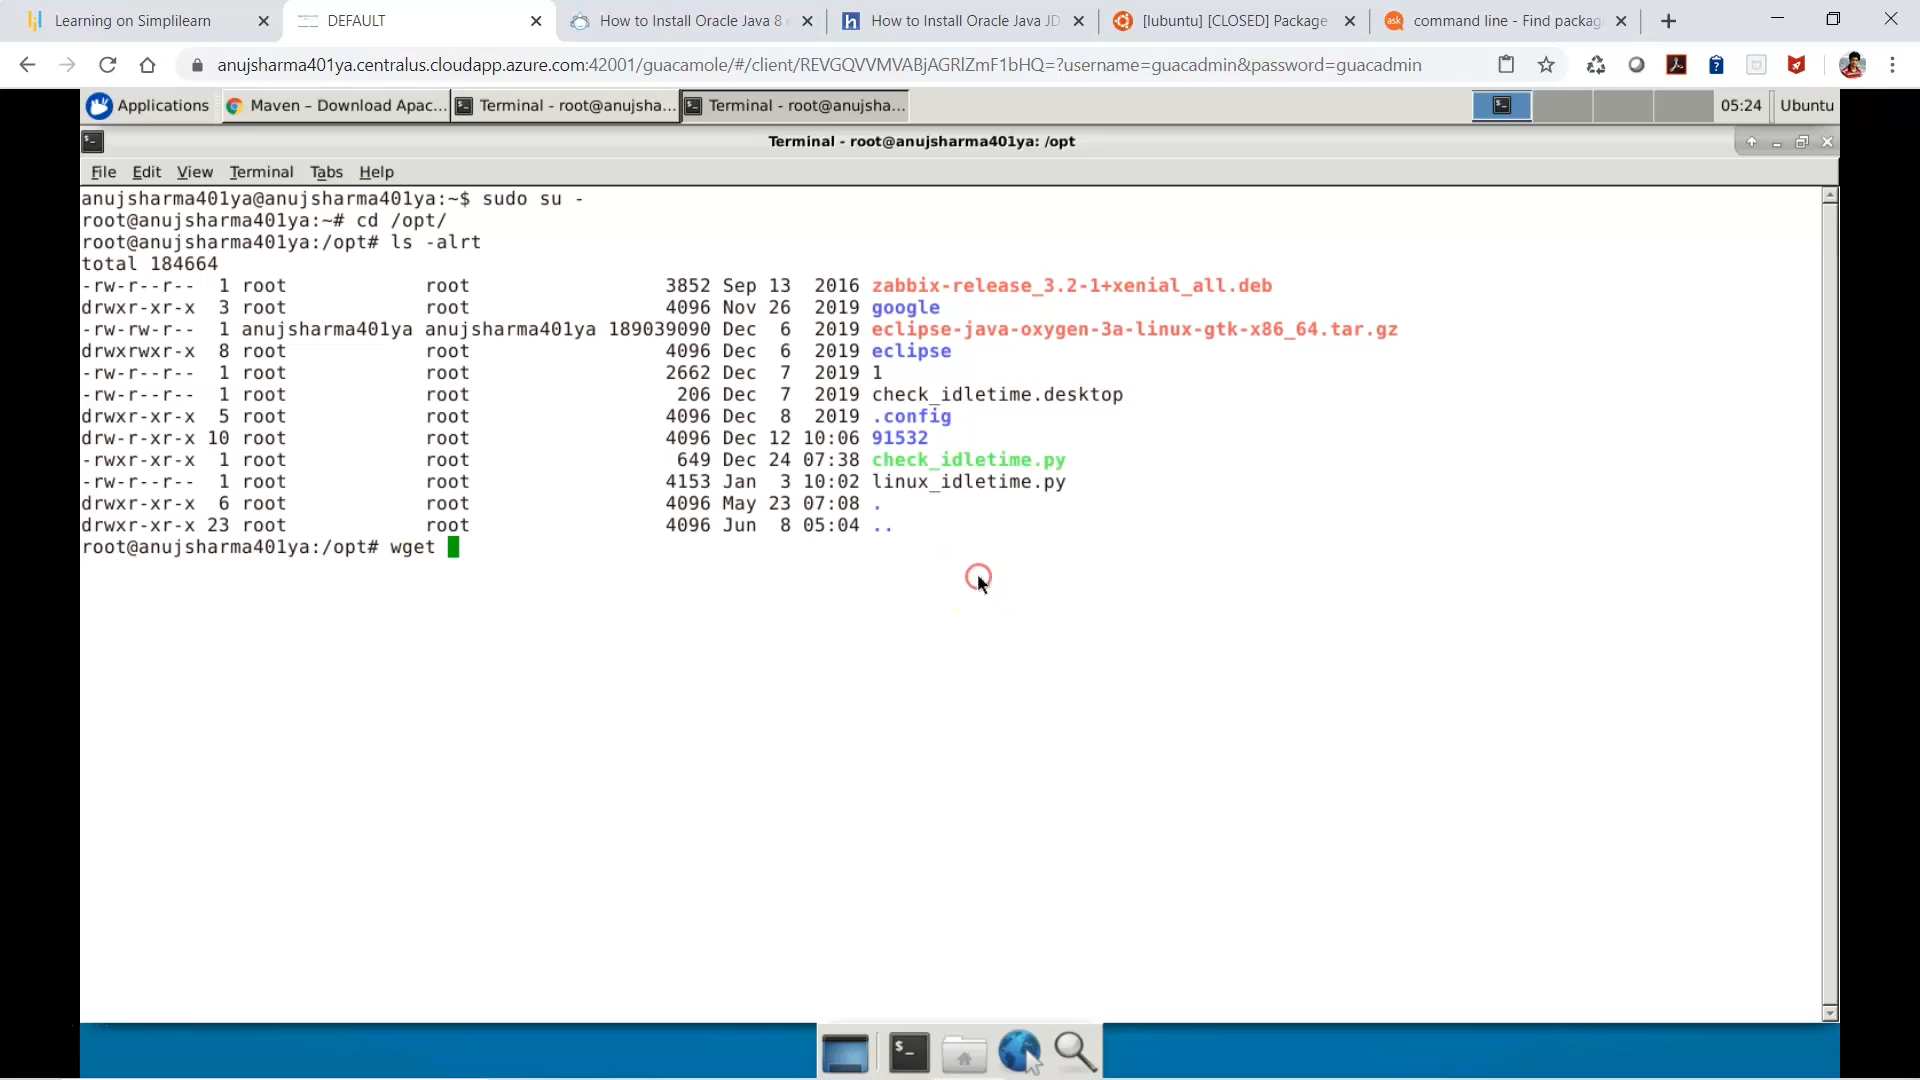 Learning on Simplilearn
DEFAULT
How to Install Oracle Java 8
How to Install Oracle Java JD
[lubuntu] [CLOSED] Package
ask command line - Find packag
anujsharma401ya.centralus.cloudapp.azure.com:42001/guacamole/#/client/REVGQVVMVABjAGRlZmF1bHQ=?username=guacadmin&password=guacadmin
Applications
Maven – Download Apac...
Terminal - root@anujsha...
Terminal - root@anujsha...
05:24
Ubuntu
Terminal - root@anujsharma401ya: /opt
File Edit View Terminal Tabs Help
anujsharma401ya@anujsharma401ya:~$ sudo su -
root@anujsharma401ya:~# cd /opt/
root@anujsharma401ya:/opt# ls -alrt
total 184664
-rw-r--r-- 1 root root 3852 Sep 13 2016 zabbix-release_3.2-1+xenial_all.deb
drwxr-xr-x 3 root root 4096 Nov 26 2019 google
-rw-rw-r-- 1 anujsharma401ya anujsharma401ya 189039090 Dec 6 2019 eclipse-java-oxygen-3a-linux-gtk-x86_64.tar.gz
drwxrwxr-x 8 root root 4096 Dec 6 2019 eclipse
-rw-r--r-- 1 root root 2662 Dec 7 2019 1
-rw-r--r-- 1 root root 206 Dec 7 2019 check_idletime.desktop
drwxr-xr-x 5 root root 4096 Dec 8 2019 .config
drw-r-xr-x 10 root root 4096 Dec 12 10:06 91532
-rwxr-xr-x 1 root root 649 Dec 24 07:38 check_idletime.py
-rw-r--r-- 1 root root 4153 Jan 3 10:02 linux_idletime.py
drwxr-xr-x 6 root root 4096 May 23 07:08 .
drwxr-xr-x 23 root root 4096 Jun 8 05:04 ..
root@anujsharma401ya:/opt# wget